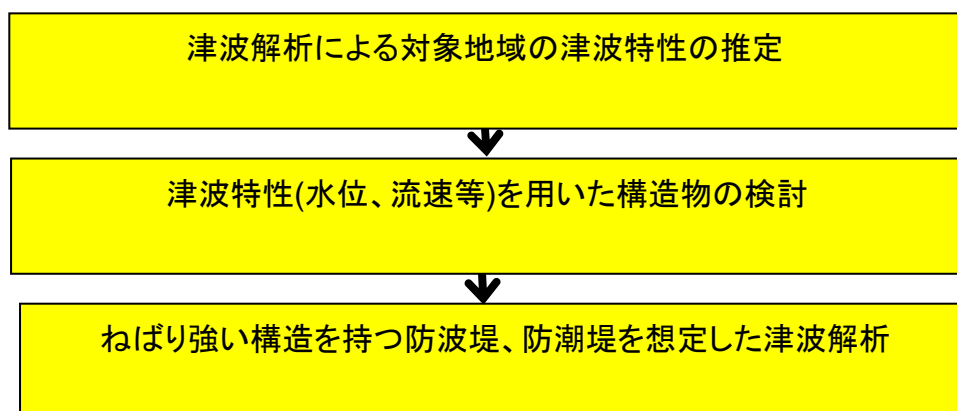 津波解析による対象地域の津波特性の推定
津波特性(水位、流速等)を用いた構造物の検討
ねばり強い構造を持つ防波堤、防潮堤を想定した津波解析